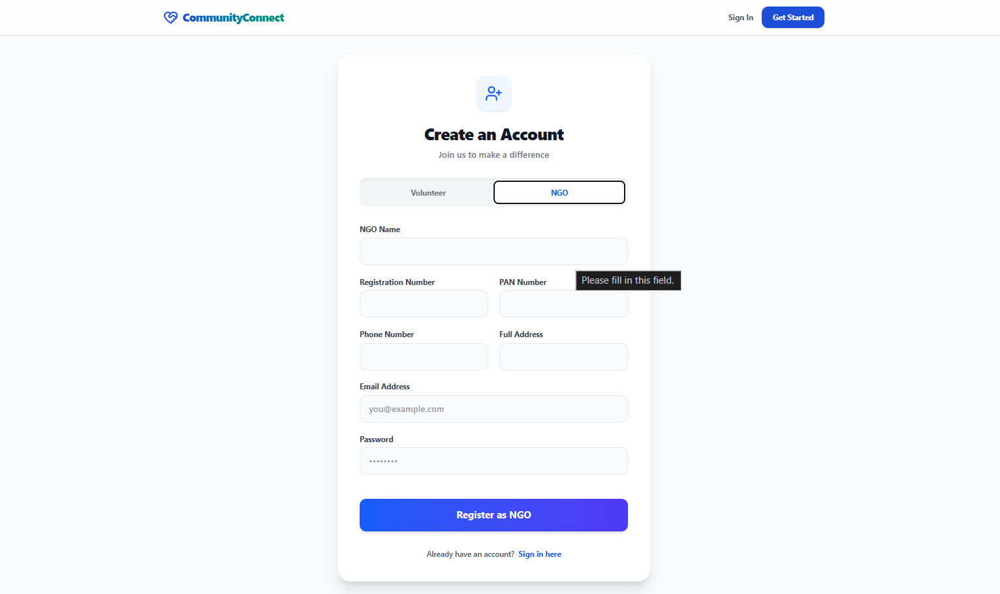 CommunityConnect
Sign In
Get Started
Create an Account
Join us to make a difference
Volunteer
NGO
NGO Name
Please fill in this field.
Registration Number
PAN Number
Phone Number
Full Address
Email Address
you@example.com
Password
••••••••
Register as NGO
Already have an account? Sign in here